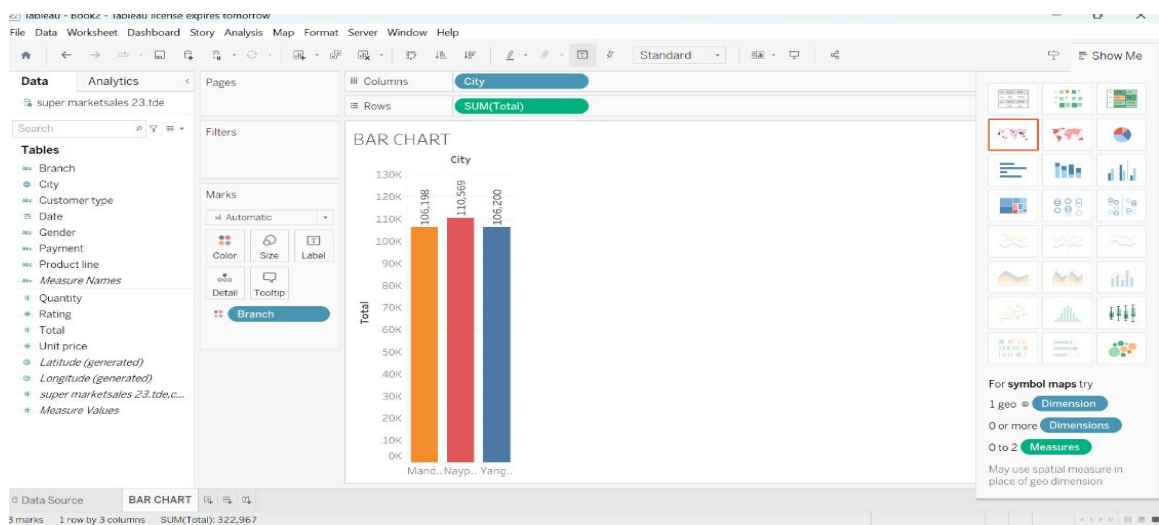 Tableau - Book2 - Tableau license expires tomorrow
File Data Worksheet Dashboard Story Analysis Map Format Server Window Help
Standard
Show Me
Data Analytics
super marketsales 23.tde
Search
Tables
Abc Branch
City
Abc Customer type
Date
Abc Gender
Abc Payment
Abc Product line
Abc Measure Names
# Quantity
# Rating
# Total
# Unit price
Latitude (generated)
Longitude (generated)
# super marketsales 23.tde.c...
# Measure Values
Pages
Filters
Marks
Automatic
Color Size Label
Detail Tooltip
Branch
Columns City
Rows SUM(Total)
BAR CHART
City
130K
120K
110K
100K
90K
80K
70K
60K
50K
40K
30K
20K
10K
0K
Total
106,198
110,569
106,200
Mand.. Nayp.. Yang..
For symbol maps try
1 geo Dimension
0 or more Dimensions
0 to 2 Measures
May use spatial measure in
place of geo dimension
Data Source BAR CHART
3 marks 1 row by 3 columns SUM(Total): 322,967